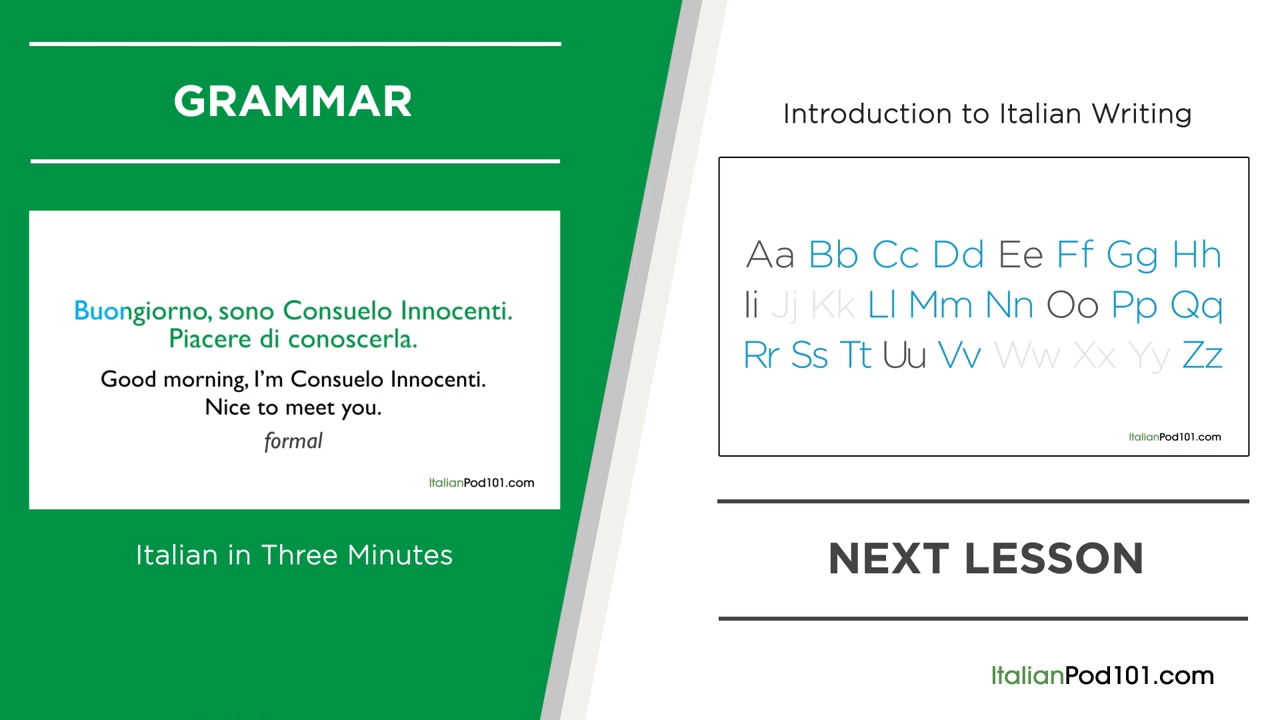 GRAMMAR
Buongiorno, sono Consuelo Innocenti.
Piacere di conoscerla.
Good morning, I'm Consuelo Innocenti.
Nice to meet you.
formal
ItalianPod101.com
Italian in Three Minutes
Introduction to Italian Writing
Aa Bb Cc Dd Ee Ff Gg Hh
Ii Jj Kk Ll Mm Nn Oo Pp Qq
Rr Ss Tt Uu Vv Ww Xx Yy Zz
ItalianPod101.com
NEXT LESSON
ItalianPod101.com